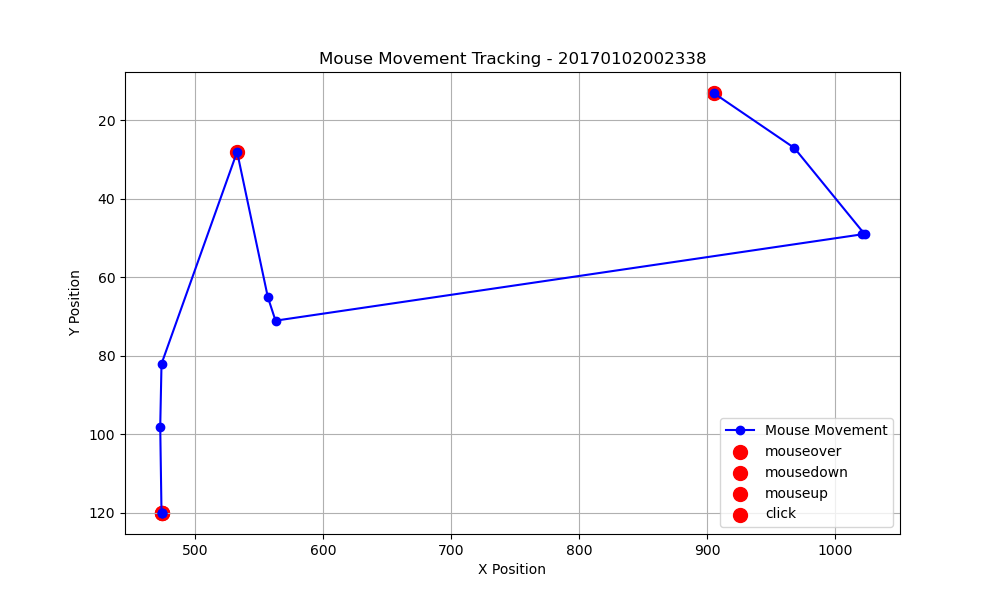 Mouse Movement Tracking - 20170102002338
20
40
60
80
100
120
Y Position
500
600
700
800
900
1000
X Position
Mouse Movement
mouseover
mousedown
mouseup
click